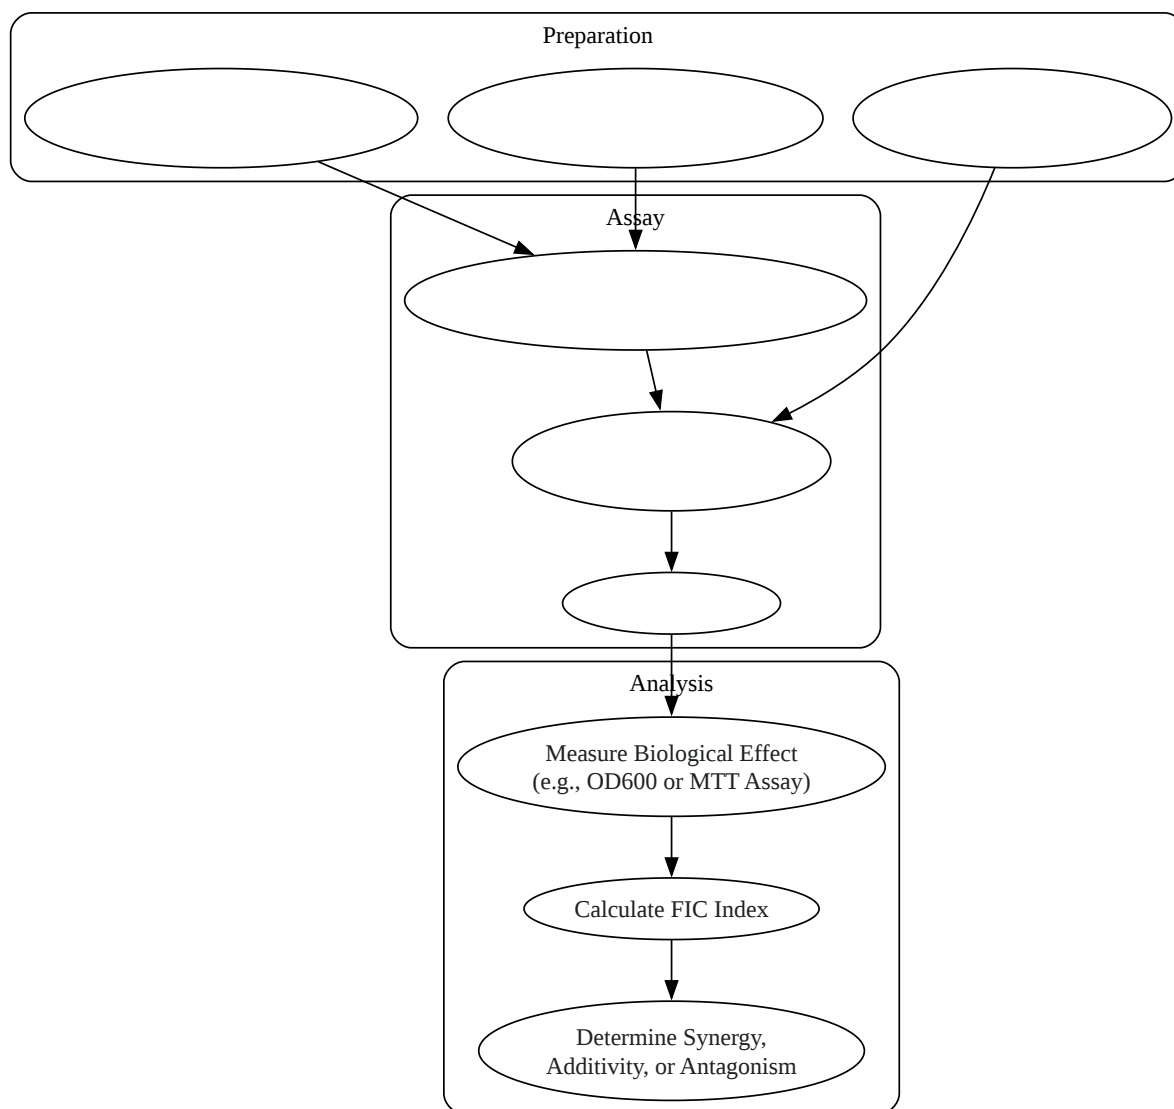 Preparation
Assay
Analysis
Measure Biological Effect
(e.g., OD600 or MTT Assay)
Calculate FIC Index
Determine Synergy,
Additivity, or Antagonism